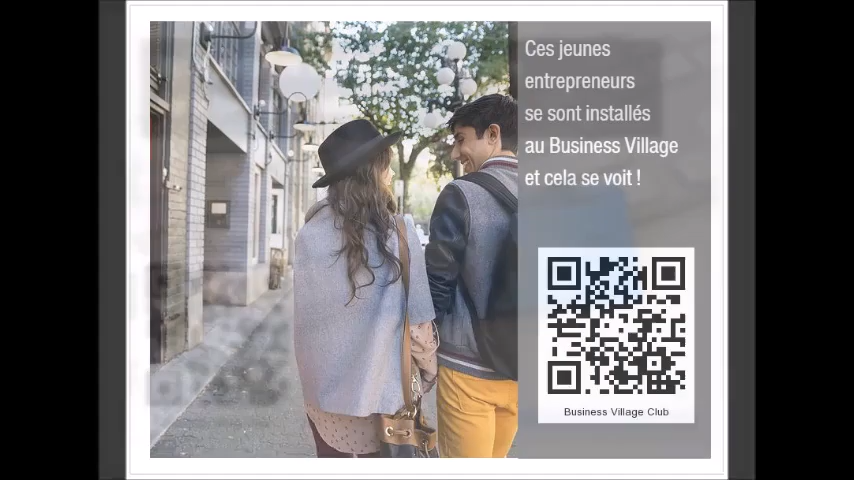 Ces jeunes
entrepreneurs
se sont installés
au Business Village
et cela se voit !
Business Village Club